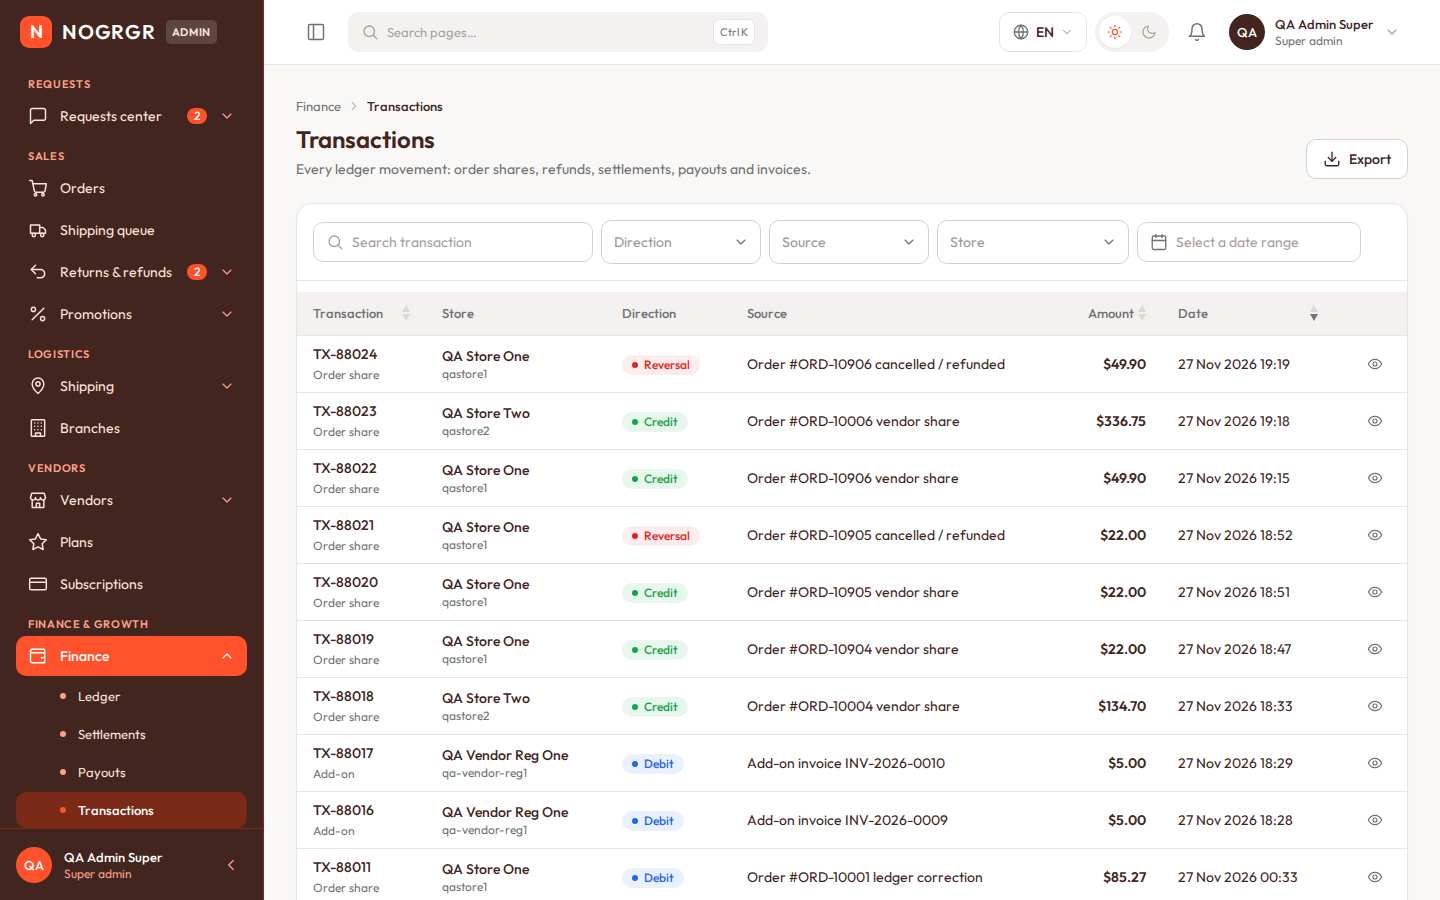 N NOGRGR ADMIN
Search pages... Ctrl K
EN
QA QA Admin Super
Super admin
REQUESTS
Requests center 2
SALES
Orders
Shipping queue
Returns & refunds 2
Promotions
LOGISTICS
Shipping
Branches
VENDORS
Vendors
Plans
Subscriptions
FINANCE & GROWTH
Finance
Ledger
Settlements
Payouts
Transactions
QA QA Admin Super
Super admin
Finance Transactions
Transactions
Every ledger movement: order shares, refunds, settlements, payouts and invoices.
Export
Search transaction Direction Source Store Select a date range
Transaction Store Direction Source Amount Date
TX-88024 QA Store One Reversal Order #ORD-10906 cancelled / refunded $49.90 27 Nov 2026 19:19
Order share qastore1
TX-88023 QA Store Two Credit Order #ORD-10006 vendor share $336.75 27 Nov 2026 19:18
Order share qastore2
TX-88022 QA Store One Credit Order #ORD-10906 vendor share $49.90 27 Nov 2026 19:15
Order share qastore1
TX-88021 QA Store One Reversal Order #ORD-10905 cancelled / refunded $22.00 27 Nov 2026 18:52
Order share qastore1
TX-88020 QA Store One Credit Order #ORD-10905 vendor share $22.00 27 Nov 2026 18:51
Order share qastore1
TX-88019 QA Store One Credit Order #ORD-10904 vendor share $22.00 27 Nov 2026 18:47
Order share qastore1
TX-88018 QA Store Two Credit Order #ORD-10004 vendor share $134.70 27 Nov 2026 18:33
Order share qastore2
TX-88017 QA Vendor Reg One Debit Add-on invoice INV-2026-0010 $5.00 27 Nov 2026 18:29
Add-on qa-vendor-reg1
TX-88016 QA Vendor Reg One Debit Add-on invoice INV-2026-0009 $5.00 27 Nov 2026 18:28
Add-on qa-vendor-reg1
TX-88011 QA Store One Debit Order #ORD-10001 ledger correction $85.27 27 Nov 2026 00:33
Order share qastore1